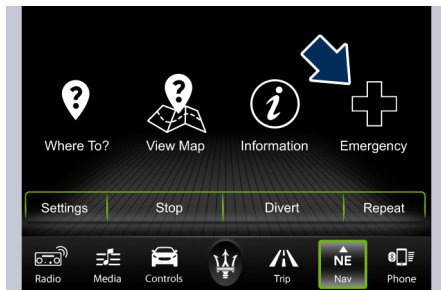 Where To? View Map Information Emergency
Settings Stop Divert Repeat
NE
Radio Media Controls Trip Nav Phone